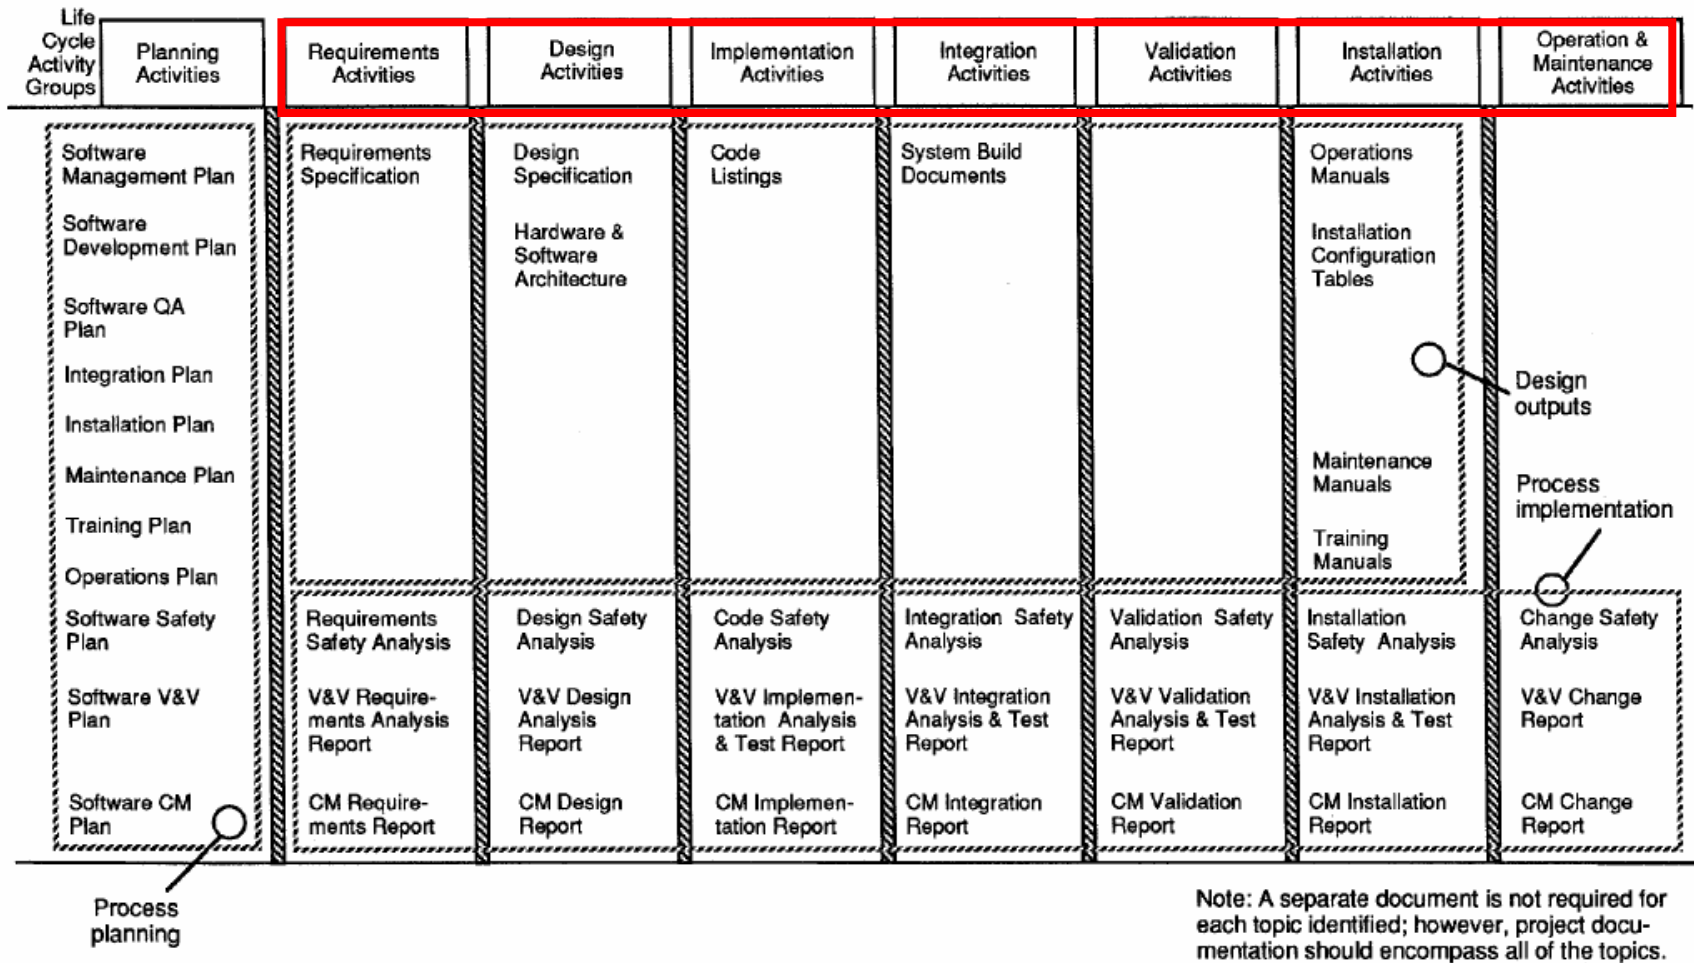 Life
Cycle
Activity
Groups
Planning
Activities
Requirements
Activities
Design
Activities
Implementation
Activities
Integration
Activities
Validation
Activities
Installation
Activities
Operation &
Maintenance
Activities
Software
Management Plan
Software
Development Plan
Software QA
Plan
Integration Plan
Installation Plan
Maintenance Plan
Training Plan
Operations Plan
Software Safety
Plan
Software V&V
Plan
Software CM
Plan
Process
planning
Requirements
Specification
Requirements
Safety Analysis
V&V Require-
ments Analysis
Report
CM Require-
ments Report
Design
Specification
Hardware &
Software
Architecture
Design Safety
Analysis
V&V Design
Analysis
Report
CM Design
Report
Code
Listings
Code Safety
Analysis
V&V Implemen-
tation Analysis
& Test Report
CM Implemen-
tation Report
System Build
Documents
Integration Safety
Analysis
V&V Integration
Analysis & Test
Report
CM Integration
Report
Validation Safety
Analysis
V&V Validation
Analysis & Test
Report
CM Validation
Report
Operations
Manuals
Installation
Configuration
Tables
Maintenance
Manuals
Training
Manuals
Installation
Safety Analysis
V&V Installation
Analysis & Test
Report
CM Installation
Report
Design
outputs
Process
implementation
Change Safety
Analysis
V&V Change
Report
CM Change
Report
Note: A separate document is not required for
each topic identified; however, project docu-
mentation should encompass all of the topics.